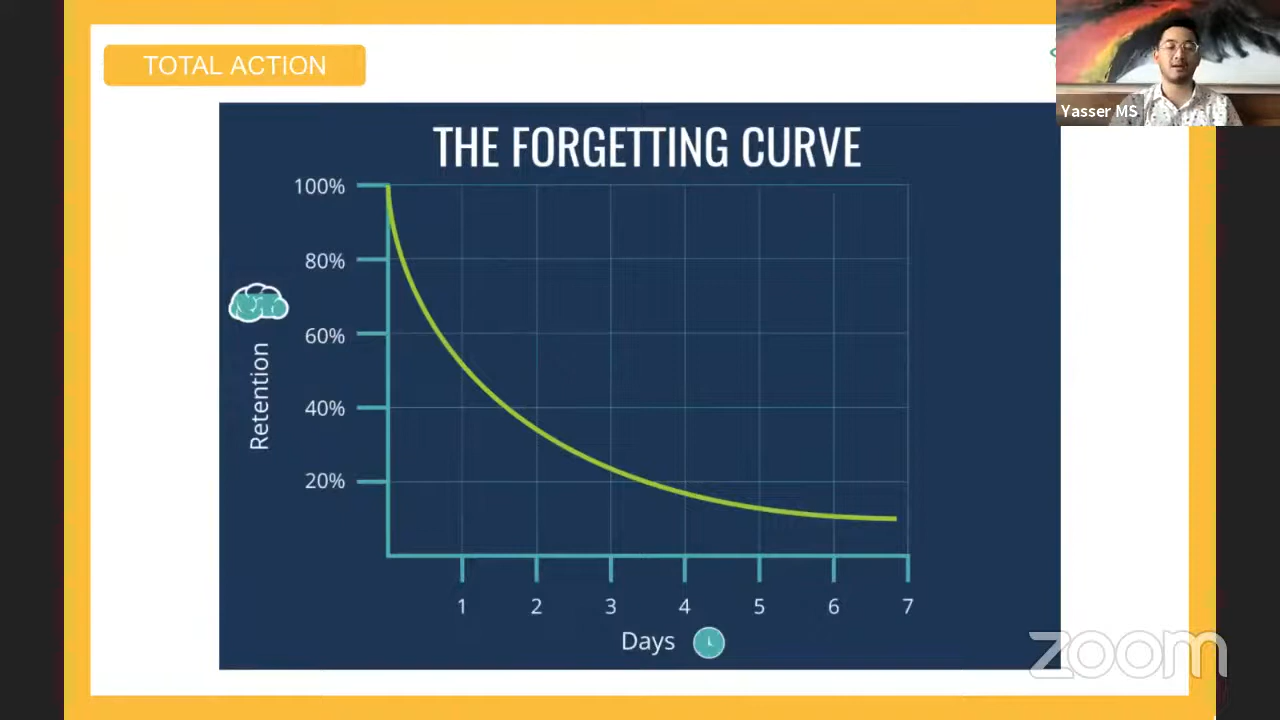 TOTAL ACTION
Yasser MS
THE FORGETTING CURVE
100%
80%
60%
40%
20%
Retention
1 2 3 4 5 6 7
Days
zoom